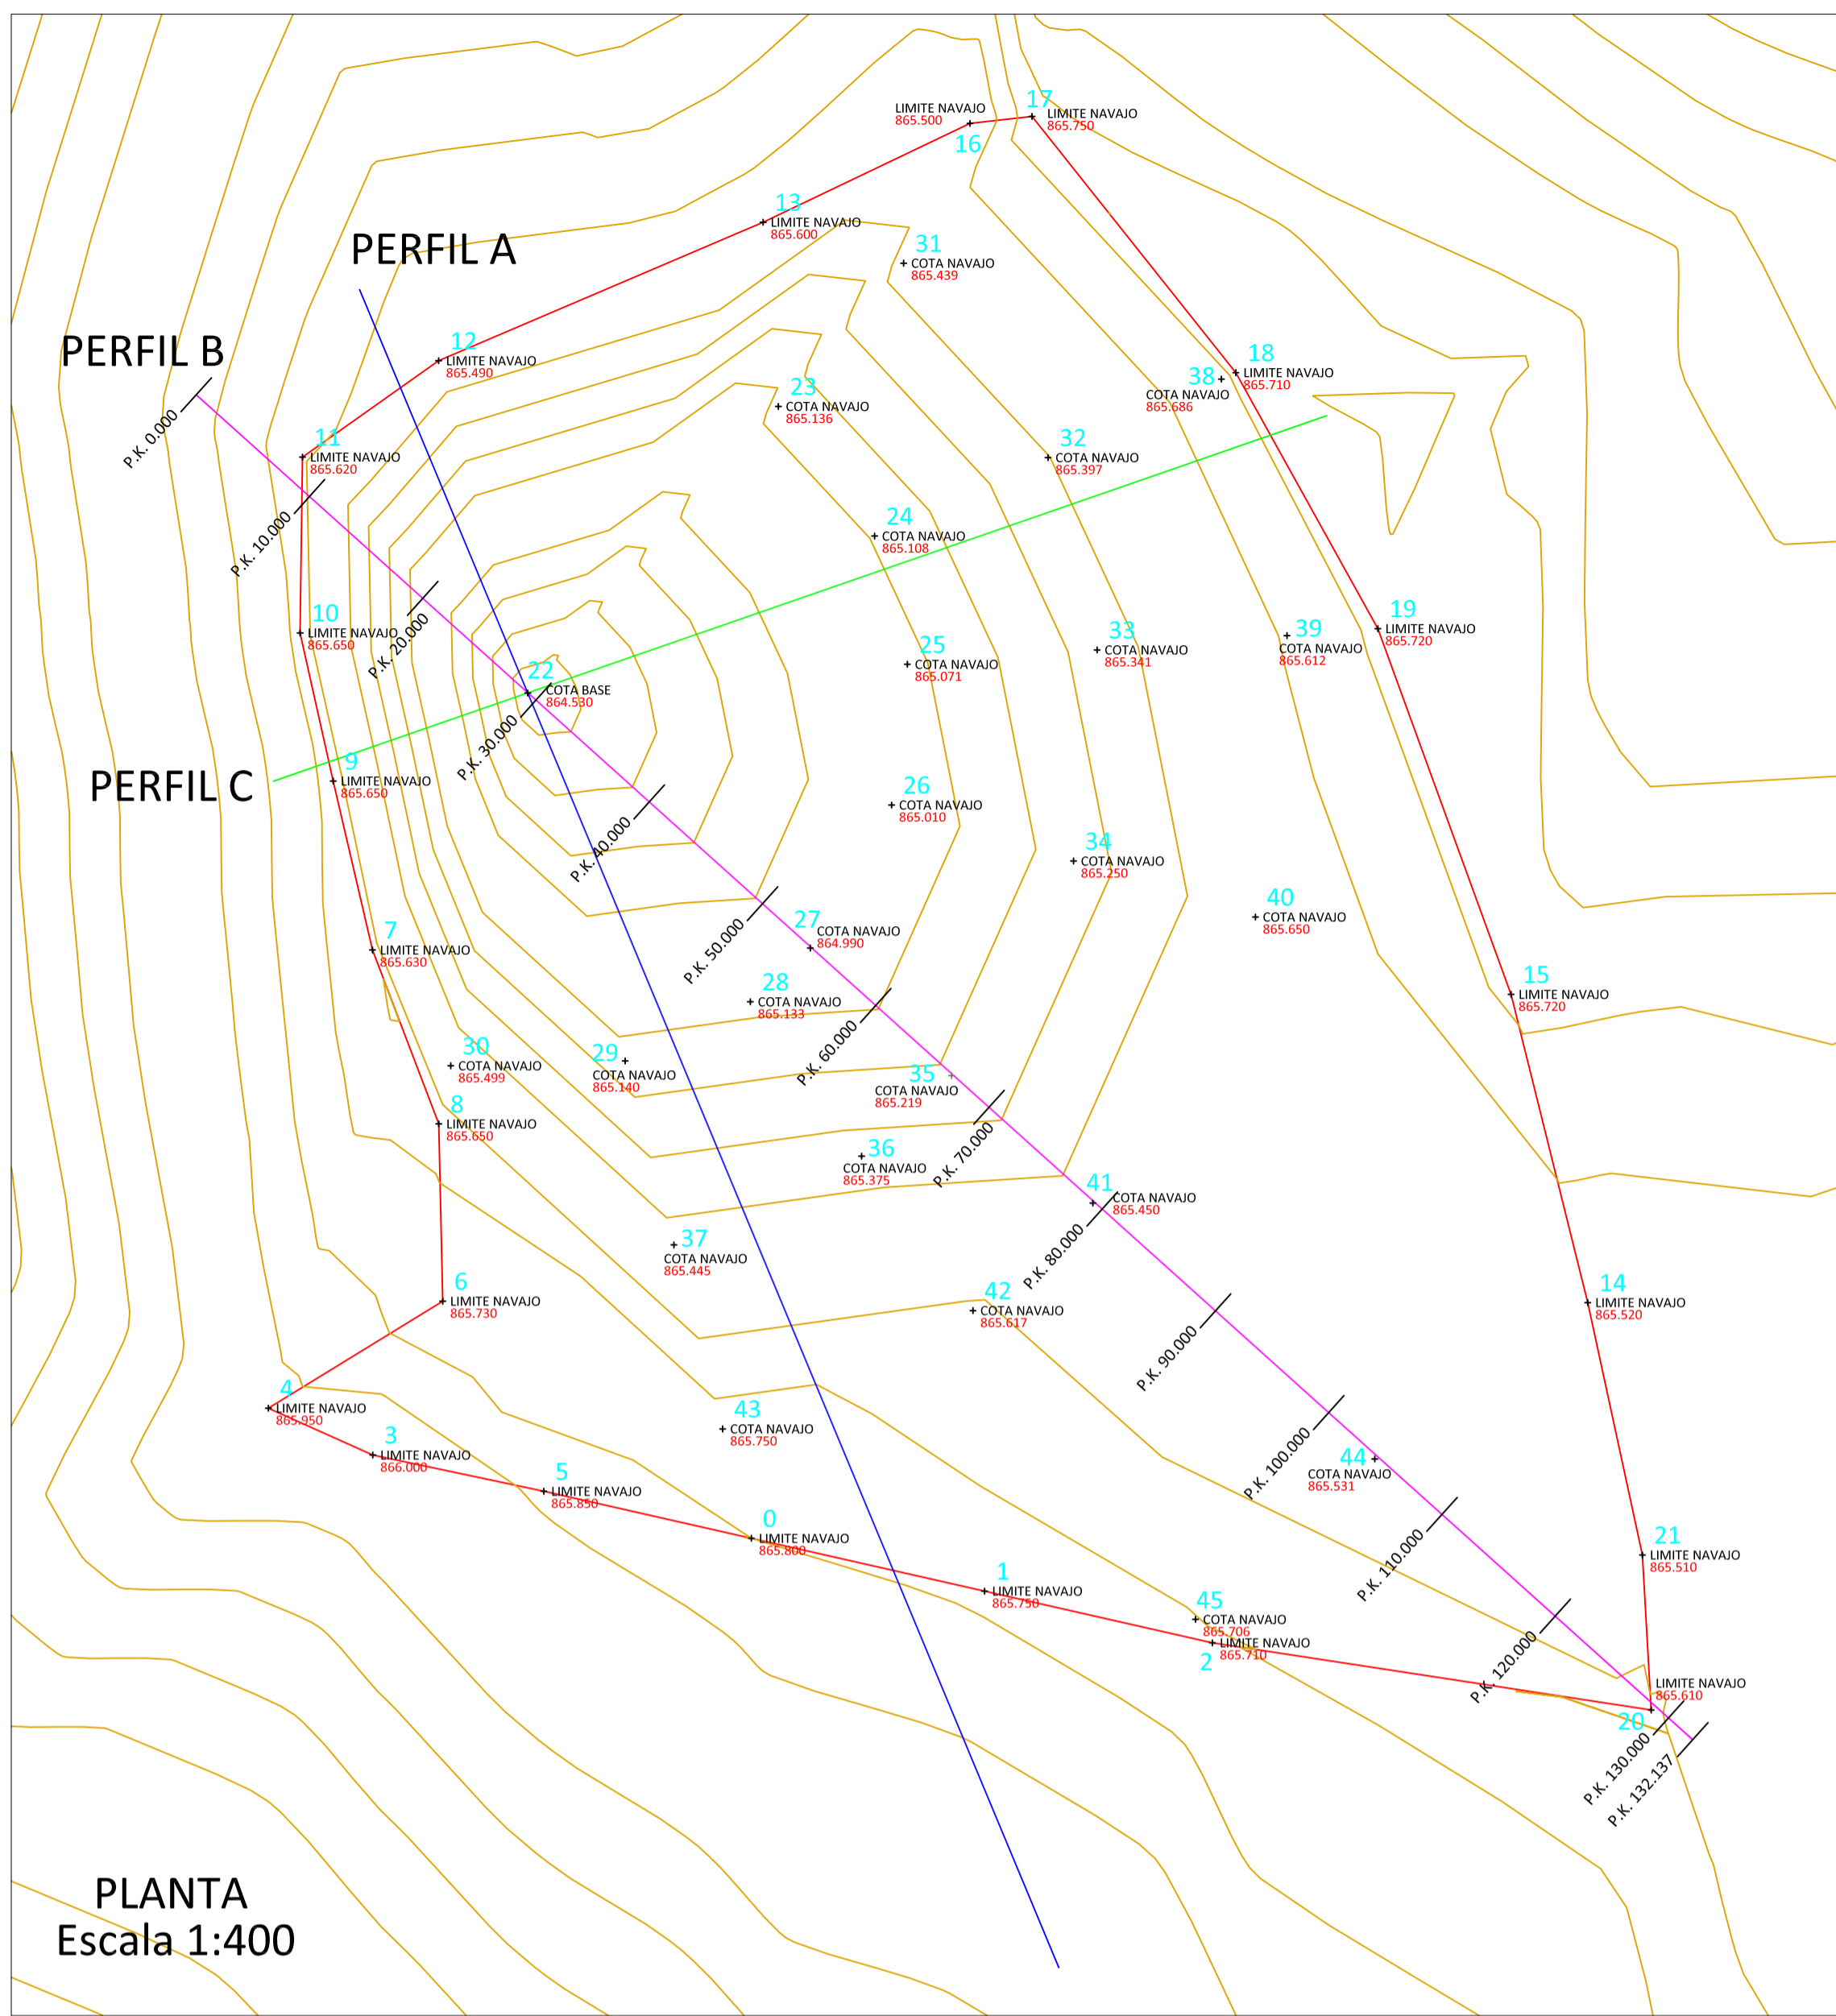 17
LIMITE NAVAJO
865.500
LIMITE NAVAJO
865.750
16
13
LIMITE NAVAJO
865.600
PERFIL A
31
COTA NAVAJO
865.439
PERFIL B
12
LIMITE NAVAJO
865.490
18
LIMITE NAVAJO
865.710
38
COTA NAVAJO
865.686
23
COTA NAVAJO
865.136
P.K. 0.000
11
LIMITE NAVAJO
865.620
32
COTA NAVAJO
865.397
P.K. 10.000
24
COTA NAVAJO
865.108
10
LIMITE NAVAJO
865.650
P.K. 20.000
19
LIMITE NAVAJO
865.720
39
COTA NAVAJO
865.612
33
COTA NAVAJO
865.341
25
COTA NAVAJO
865.071
22
COTA BASE
864.530
P.K. 30.000
PERFIL C
9
LIMITE NAVAJO
865.650
26
COTA NAVAJO
865.010
P.K. 40.000
34
COTA NAVAJO
865.250
40
COTA NAVAJO
865.650
7
LIMITE NAVAJO
865.630
27
COTA NAVAJO
864.990
P.K. 50.000
28
COTA NAVAJO
865.133
15
LIMITE NAVAJO
865.720
P.K. 60.000
30
COTA NAVAJO
865.499
29
COTA NAVAJO
865.140
35
COTA NAVAJO
865.219
8
LIMITE NAVAJO
865.650
P.K. 70.000
36
COTA NAVAJO
865.375
41
COTA NAVAJO
865.450
P.K. 80.000
37
COTA NAVAJO
865.445
6
LIMITE NAVAJO
865.730
42
COTA NAVAJO
865.617
14
LIMITE NAVAJO
865.520
P.K. 90.000
4
LIMITE NAVAJO
865.950
43
COTA NAVAJO
865.750
3
LIMITE NAVAJO
866.000
P.K. 100.000
44
COTA NAVAJO
865.531
5
LIMITE NAVAJO
865.850
0
LIMITE NAVAJO
865.800
21
LIMITE NAVAJO
865.510
P.K. 110.000
1
LIMITE NAVAJO
865.750
45
COTA NAVAJO
865.706
LIMITE NAVAJO
865.710
2
P.K. 120.000
LIMITE NAVAJO
865.610
20
P.K. 130.000
P.K. 132.137
PLANTA
Escala 1:400